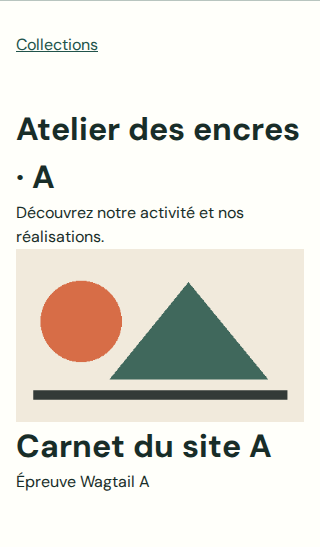 Collections
Atelier des encres
· A
Découvrez notre activité et nos
réalisations.
Carnet du site A
Épreuve Wagtail A